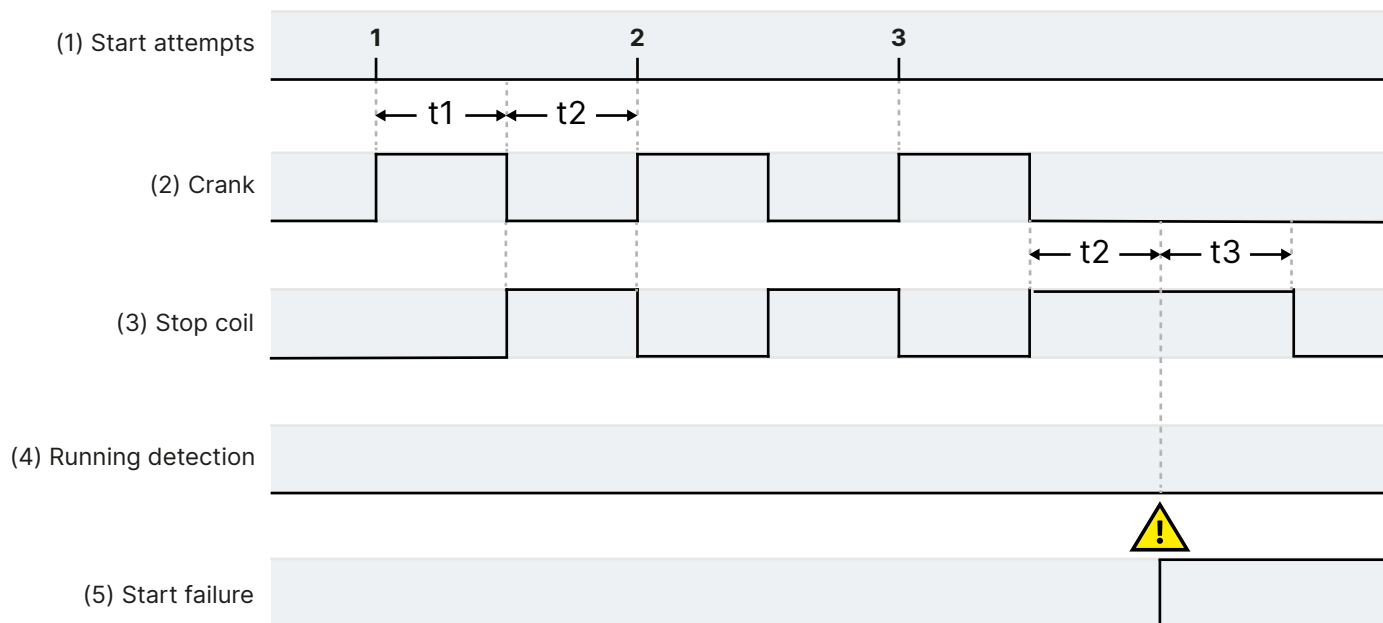 (1) Start attempts
1 2 3
t1 t2
(2) Crank
t2 t3
(3) Stop coil
(4) Running detection
!
(5) Start failure